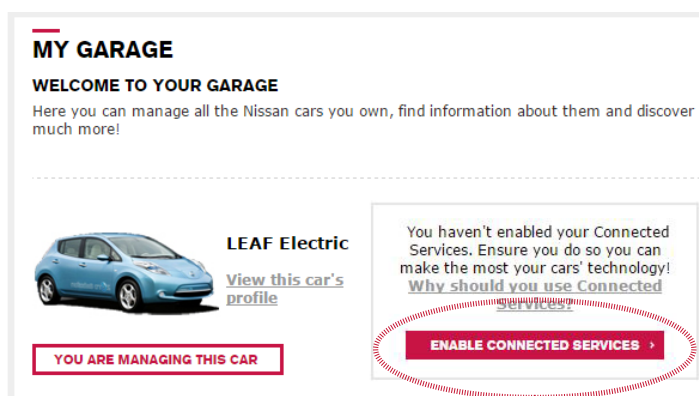 MY GARAGE
WELCOME TO YOUR GARAGE
Here you can manage all the Nissan cars you own, find information about them and discover
much more!
LEAF Electric
View this car's
profile
YOU ARE MANAGING THIS CAR
You haven't enabled your Connected
Services. Ensure you do so you can
make the most your cars' technology!
Why should you use Connected
Services?
ENABLE CONNECTED SERVICES ›